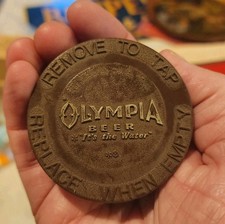 REMOVE TO TAP
OLYMPIA
BEER
"It's the Water"
REPLACE WHEN EMPTY